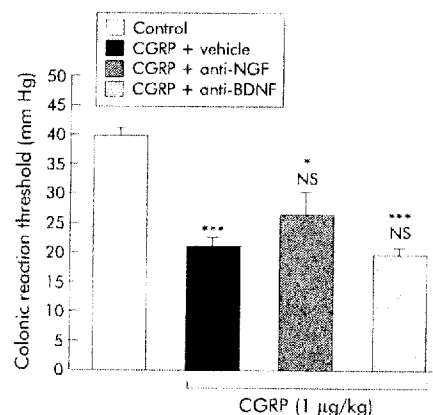 Control
CGRP + vehicle
CGRP + anti-NGF
CGRP + anti-BDNF
Colonic reaction threshold (mm Hg)
50
45
40
35
30
25
20
15
10
5
0
***
*
NS
***
NS
CGRP (1 μg/kg)